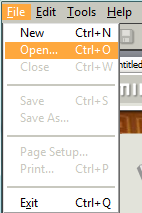 File Edit Tools Help
New Ctrl+N
Open... Ctrl+O
Close Ctrl+W
Save Ctrl+S
Save As...
Page Setup...
Print... Ctrl+P
Exit Ctrl+Q